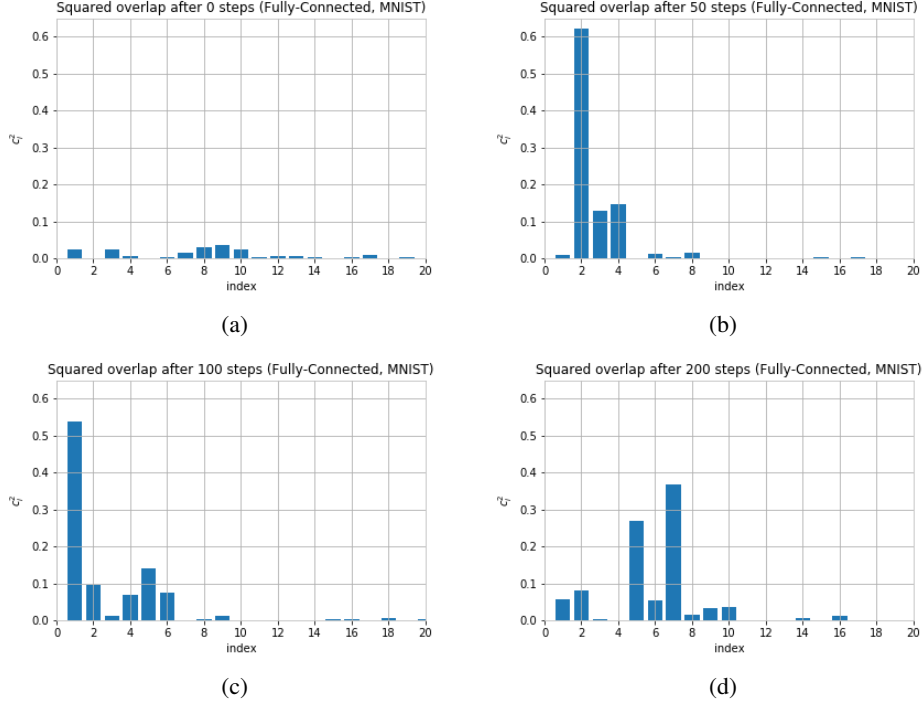 Squared overlap after 0 steps (Fully-Connected, MNIST)
0.6
0.5
0.4
0.3
0.2
0.1
0.0
c_i^2
0 2 4 6 8 10 12 14 16 18 20
index
(a)
Squared overlap after 50 steps (Fully-Connected, MNIST)
0.6
0.5
0.4
0.3
0.2
0.1
0.0
c_i^2
0 2 4 6 8 10 12 14 16 18 20
index
(b)
Squared overlap after 100 steps (Fully-Connected, MNIST)
0.6
0.5
0.4
0.3
0.2
0.1
0.0
c_i^2
0 2 4 6 8 10 12 14 16 18 20
index
(c)
Squared overlap after 200 steps (Fully-Connected, MNIST)
0.6
0.5
0.4
0.3
0.2
0.1
0.0
c_i^2
0 2 4 6 8 10 12 14 16 18 20
index
(d)